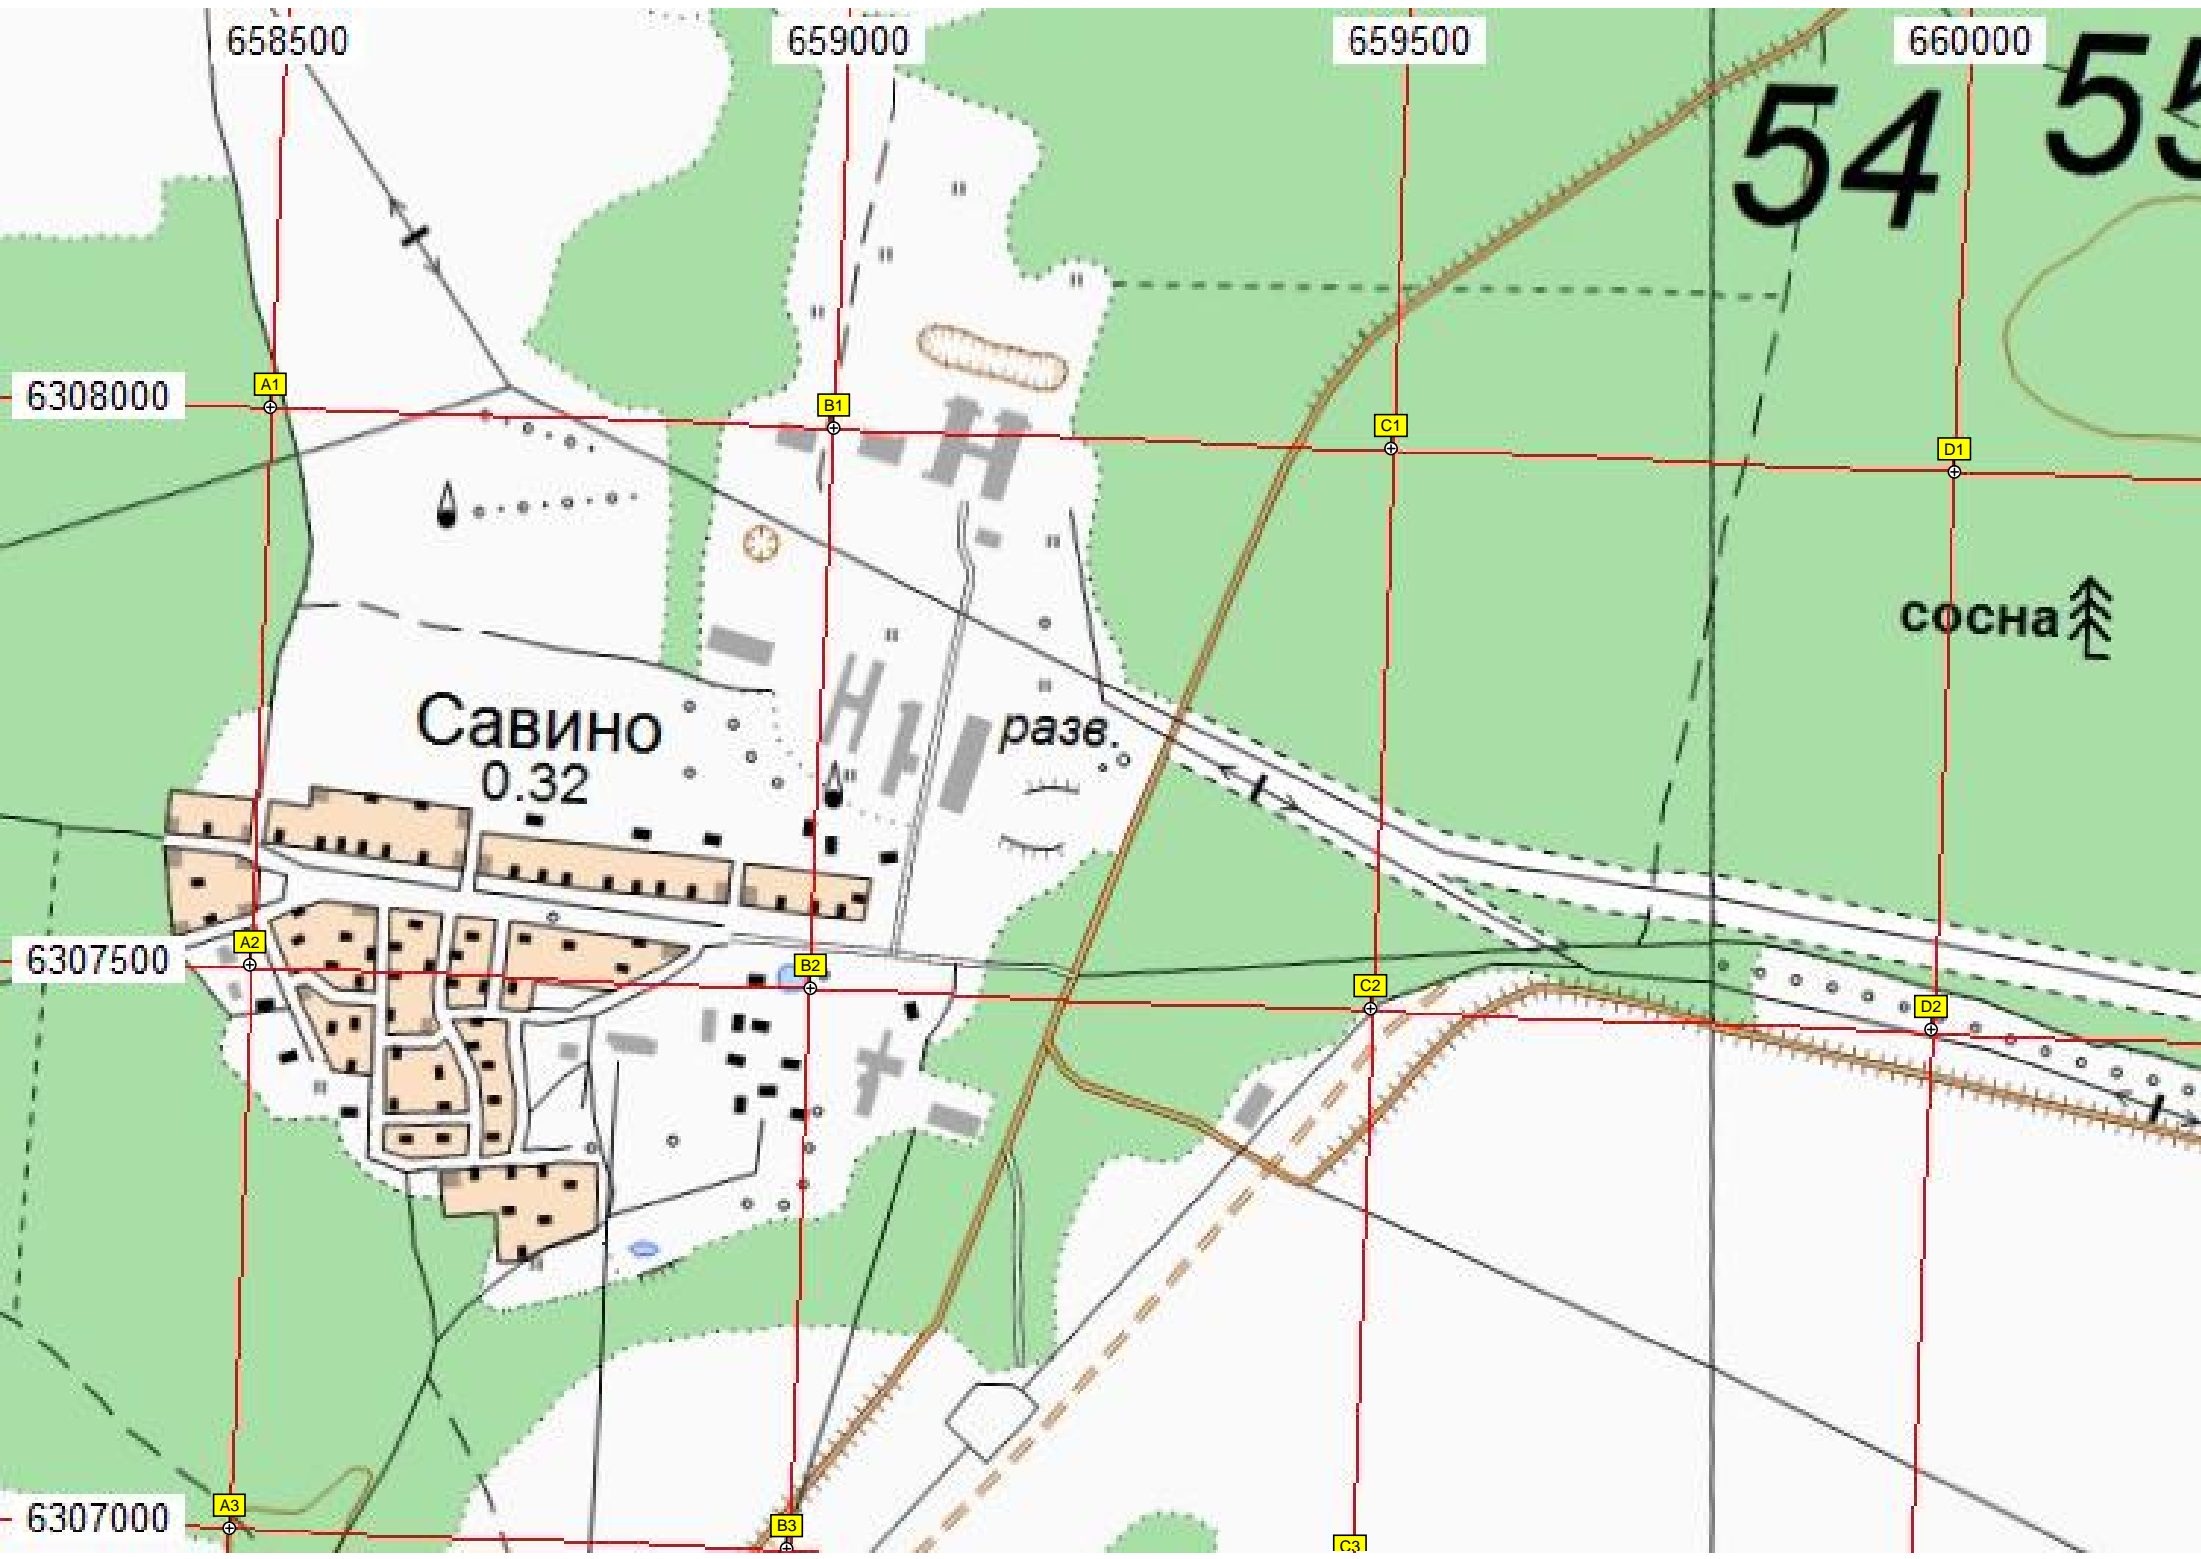 658500 659000 659500 660000
54 55
6308000 A1 B1 C1 D1
сосна
Савино
0.32
разв.
6307500 A2 B2 C2 D2
6307000 A3 B3 C3